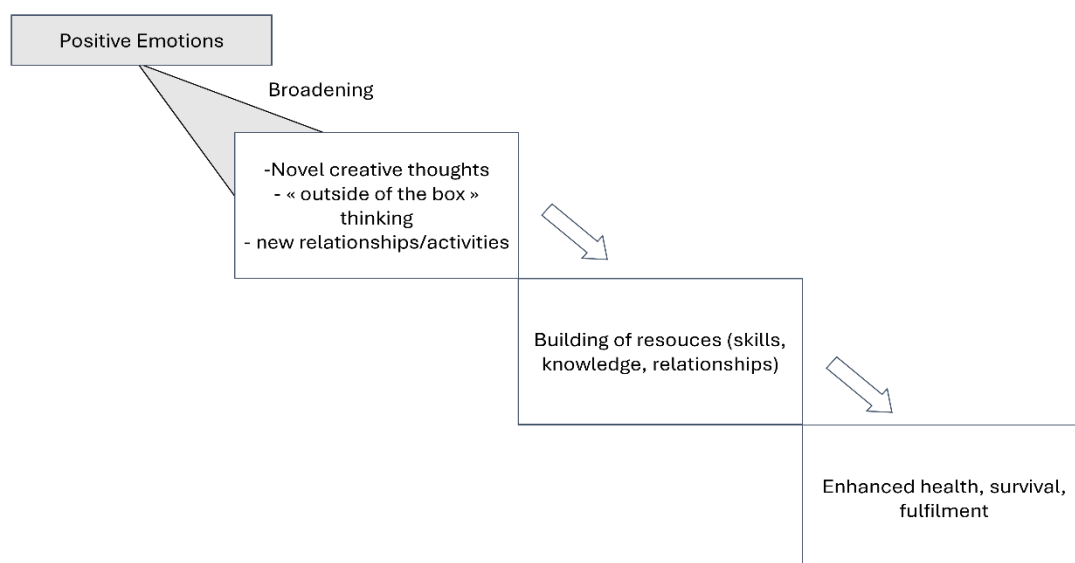 Positive Emotions
Broadening
-Novel creative thoughts
- « outside of the box »
thinking
- new relationships/activities
Building of resouces (skills,
knowledge, relationships)
Enhanced health, survival,
fulfilment